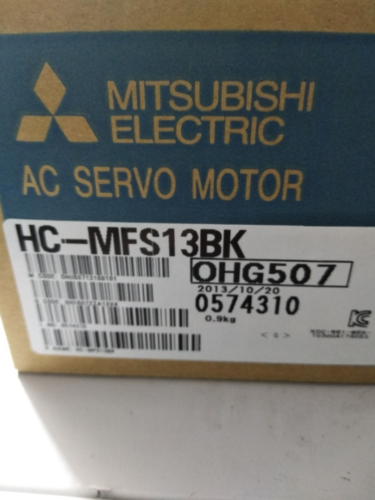 MITSUBISHI
ELECTRIC
AC SERVO MOTOR
HC-MFS13BK
OHG507
2013/10/20
0574310
0.9kg